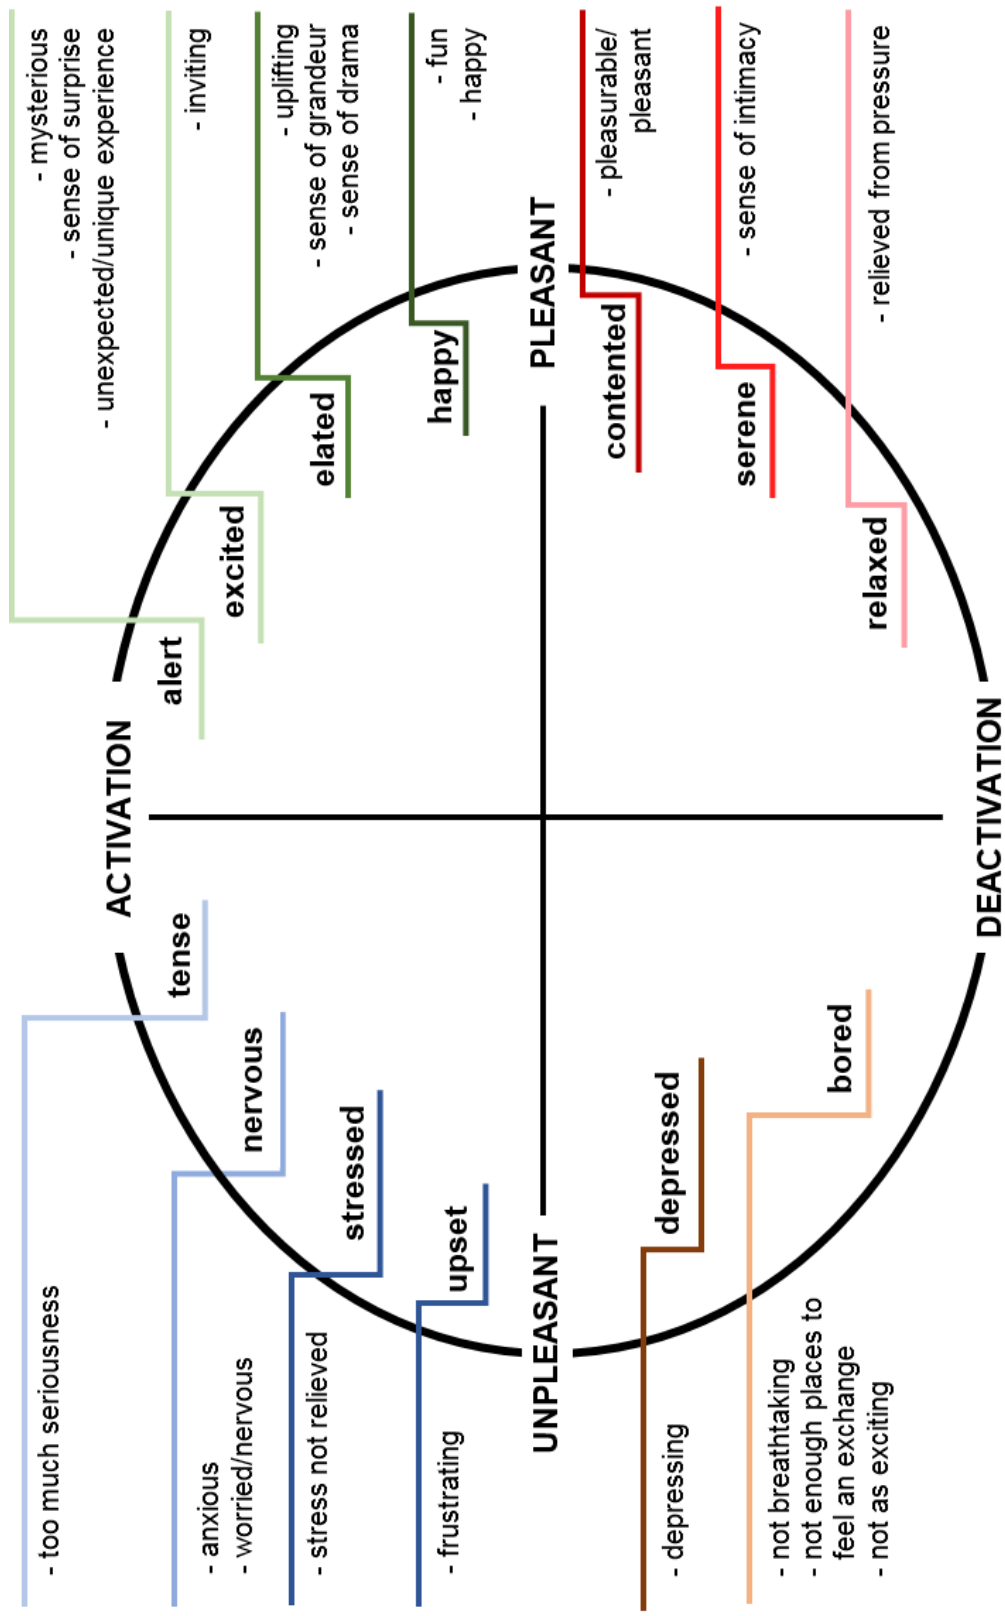 ACTIVATION
- too much seriousness
tense
- anxious
- worried/nervous
nervous
- stress not relieved
stressed
- frustrating
upset
UNPLEASANT
- depressing
depressed
- not breathtaking
- not enough places to
feel an exchange
- not as exciting
bored
- mysterious
- sense of surprise
- unexpected/unique experience
alert
- inviting
excited
- uplifting
- sense of grandeur
- sense of drama
elated
- fun
- happy
happy
PLEASANT
- pleasurable/
pleasant
contented
- sense of intimacy
serene
- relieved from pressure
relaxed
DEACTIVATION